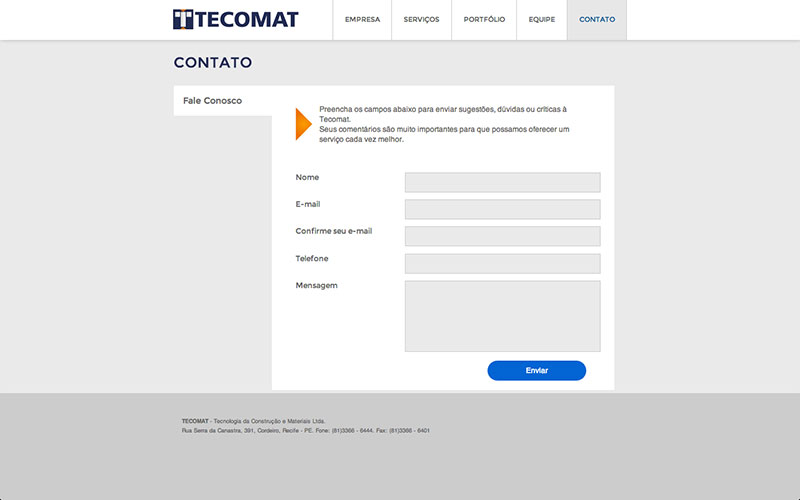 TECOMAT
EMPRESA
SERVIÇOS
PORTFÓLIO
EQUIPE
CONTATO
CONTATO
Fale Conosco
Preencha os campos abaixo para enviar sugestões, dúvidas ou críticas à
Tecomat.
Seus comentários são muito importantes para que possamos oferecer um
serviço cada vez melhor.
Nome
E-mail
Confirme seu e-mail
Telefone
Mensagem
Enviar
TECOMAT - Tecnologia da Construção e Materiais Ltda.
Rua Serra da Canastra, 391, Cordeiro, Recife - PE. Fone: (81)3366 - 6444. Fax: (81)3366 - 6401